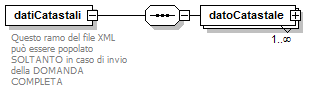 datiCatastali
datoCatastale
1..∞
Questo ramo del file XML
può essere popolato
SOLTANTO in caso di invio
della DOMANDA
COMPLETA